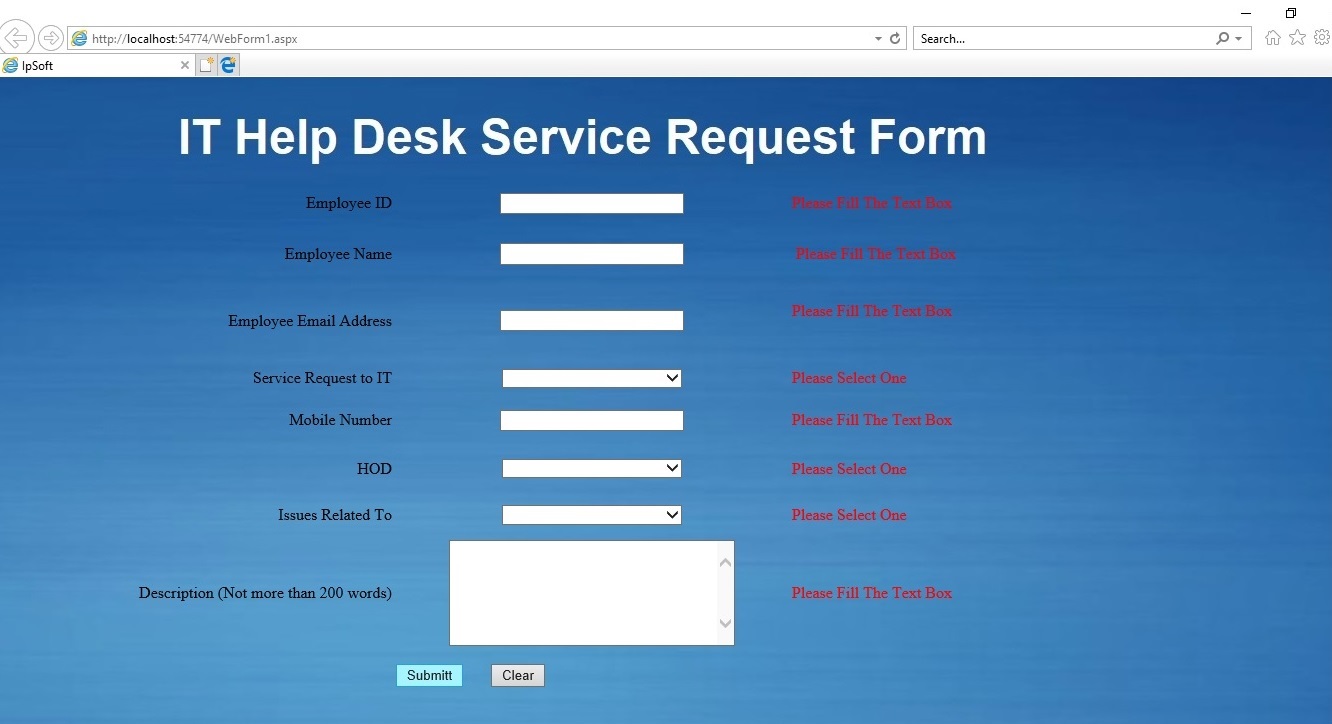 http://localhost:54774/WebForm1.aspx
Search...
IpSoft
IT Help Desk Service Request Form
Employee ID Please Fill The Text Box
Employee Name Please Fill The Text Box
Employee Email Address Please Fill The Text Box
Service Request to IT Please Select One
Mobile Number Please Fill The Text Box
HOD Please Select One
Issues Related To Please Select One
Description (Not more than 200 words) Please Fill The Text Box
Submitt Clear